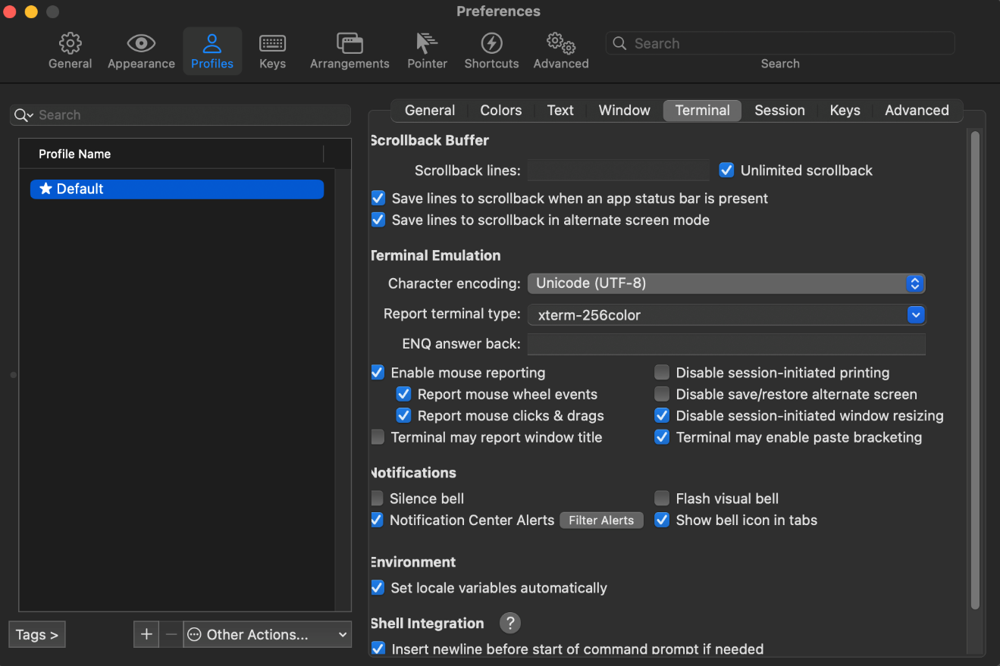 Preferences
General Appearance Profiles Keys Arrangements Pointer Shortcuts Advanced Search
Search
Search
Profile Name
Default
Tags >
+ − Other Actions...
General Colors Text Window Terminal Session Keys Advanced
Scrollback Buffer
Scrollback lines: Unlimited scrollback
Save lines to scrollback when an app status bar is present
Save lines to scrollback in alternate screen mode
Terminal Emulation
Character encoding: Unicode (UTF-8)
Report terminal type: xterm-256color
ENQ answer back:
Enable mouse reporting Disable session-initiated printing
Report mouse wheel events Disable save/restore alternate screen
Report mouse clicks & drags Disable session-initiated window resizing
Terminal may report window title Terminal may enable paste bracketing
Notifications
Silence bell Flash visual bell
Notification Center Alerts Filter Alerts Show bell icon in tabs
Environment
Set locale variables automatically
Shell Integration ?
Insert newline before start of command prompt if needed